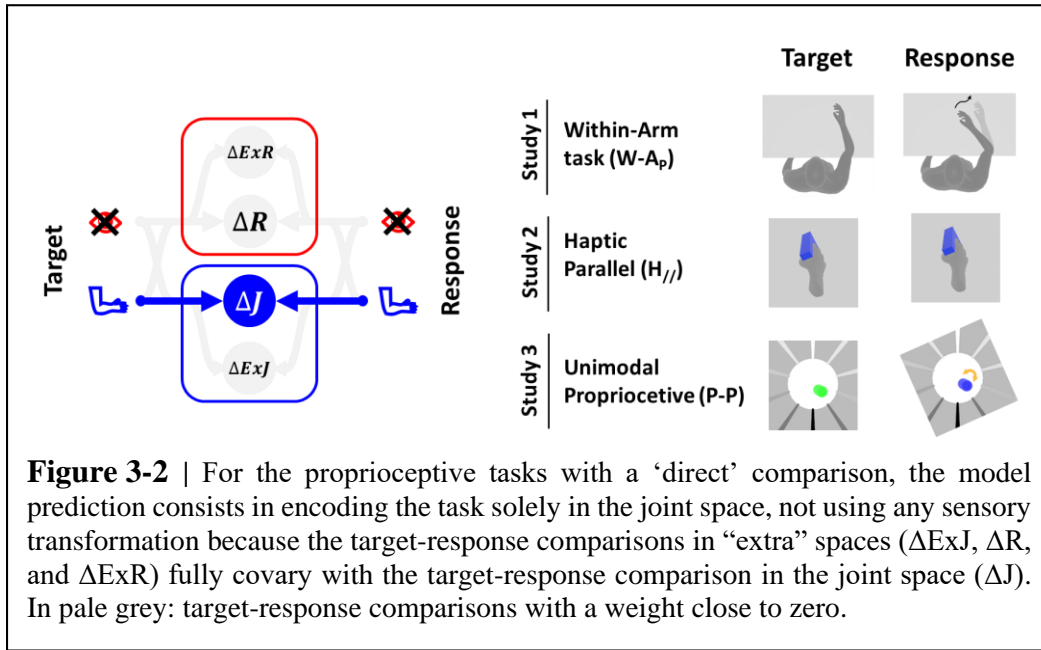 Target Response
ΔExR
ΔR
ΔJ
ΔExJ
Target
Response
Study 1
Within-Arm
task (W-Aₚ)
Study 2
Haptic
Parallel (H//)
Study 3
Unimodal
Propriocetive (P-P)
Figure 3-2 | For the proprioceptive tasks with a ‘direct’ comparison, the model
prediction consists in encoding the task solely in the joint space, not using any sensory
transformation because the target-response comparisons in “extra” spaces (ΔExJ, ΔR,
and ΔExR) fully covary with the target-response comparison in the joint space (ΔJ).
In pale grey: target-response comparisons with a weight close to zero.